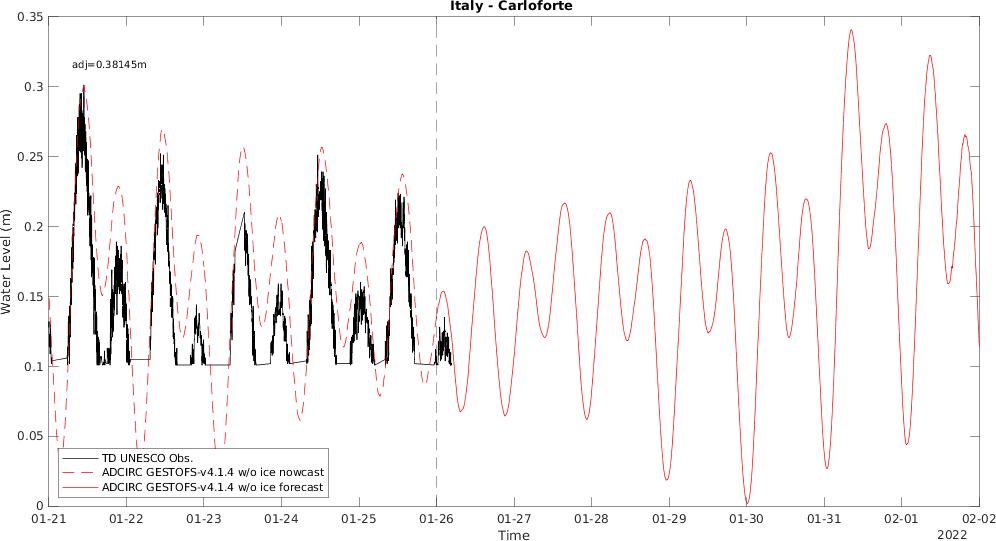 Italy - Carloforte
adj=0.38145m
Water Level (m)
0.35
0.3
0.25
0.2
0.15
0.1
0.05
0
TD UNESCO Obs.
ADCIRC GESTOFS-v4.1.4 w/o ice nowcast
ADCIRC GESTOFS-v4.1.4 w/o ice forecast
01-21 01-22 01-23 01-24 01-25 01-26 01-27 01-28 01-29 01-30 01-31 02-01 02-02
Time
2022